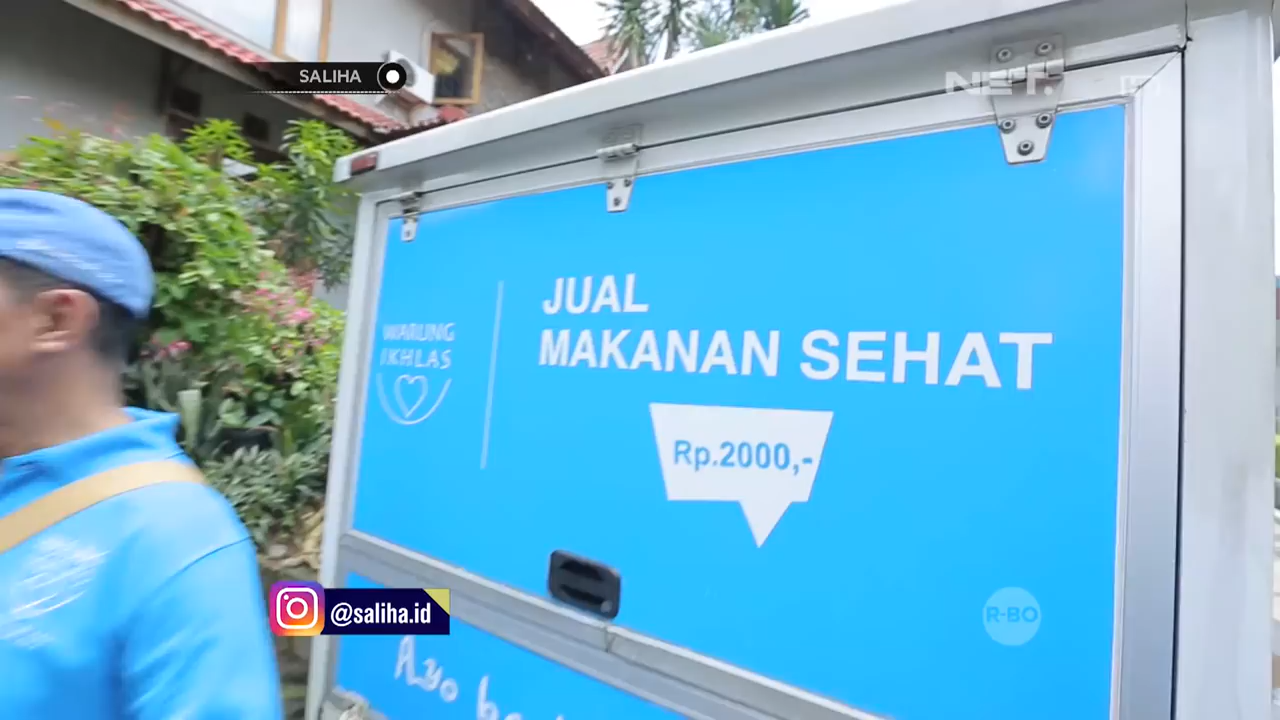 SALIHA
NET.
WARUNG
IKHLAS
JUAL
MAKANAN SEHAT
Rp.2000,-
@saliha.id
R-BO
Ayo